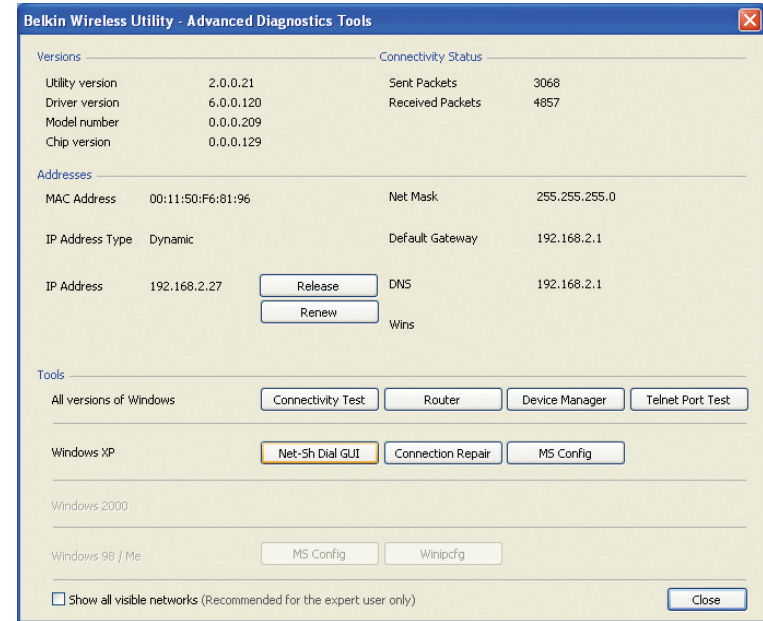 Belkin Wireless Utility - Advanced Diagnostics Tools
Versions
Connectivity Status
Utility version 2.0.0.21
Sent Packets 3068
Driver version 6.0.0.120
Received Packets 4857
Model number 0.0.0.209
Chip version 0.0.0.129
Addresses
MAC Address 00:11:50:F6:81:96
Net Mask 255.255.255.0
IP Address Type Dynamic
Default Gateway 192.168.2.1
IP Address 192.168.2.27 Release
DNS 192.168.2.1
Renew
Wins
Tools
All versions of Windows Connectivity Test Router Device Manager Telnet Port Test
Windows XP Net-Sh Dial GUI Connection Repair MS Config
Windows 2000
Windows 98 / Me MS Config Winipcfg
Show all visible networks (Recommended for the expert user only) Close